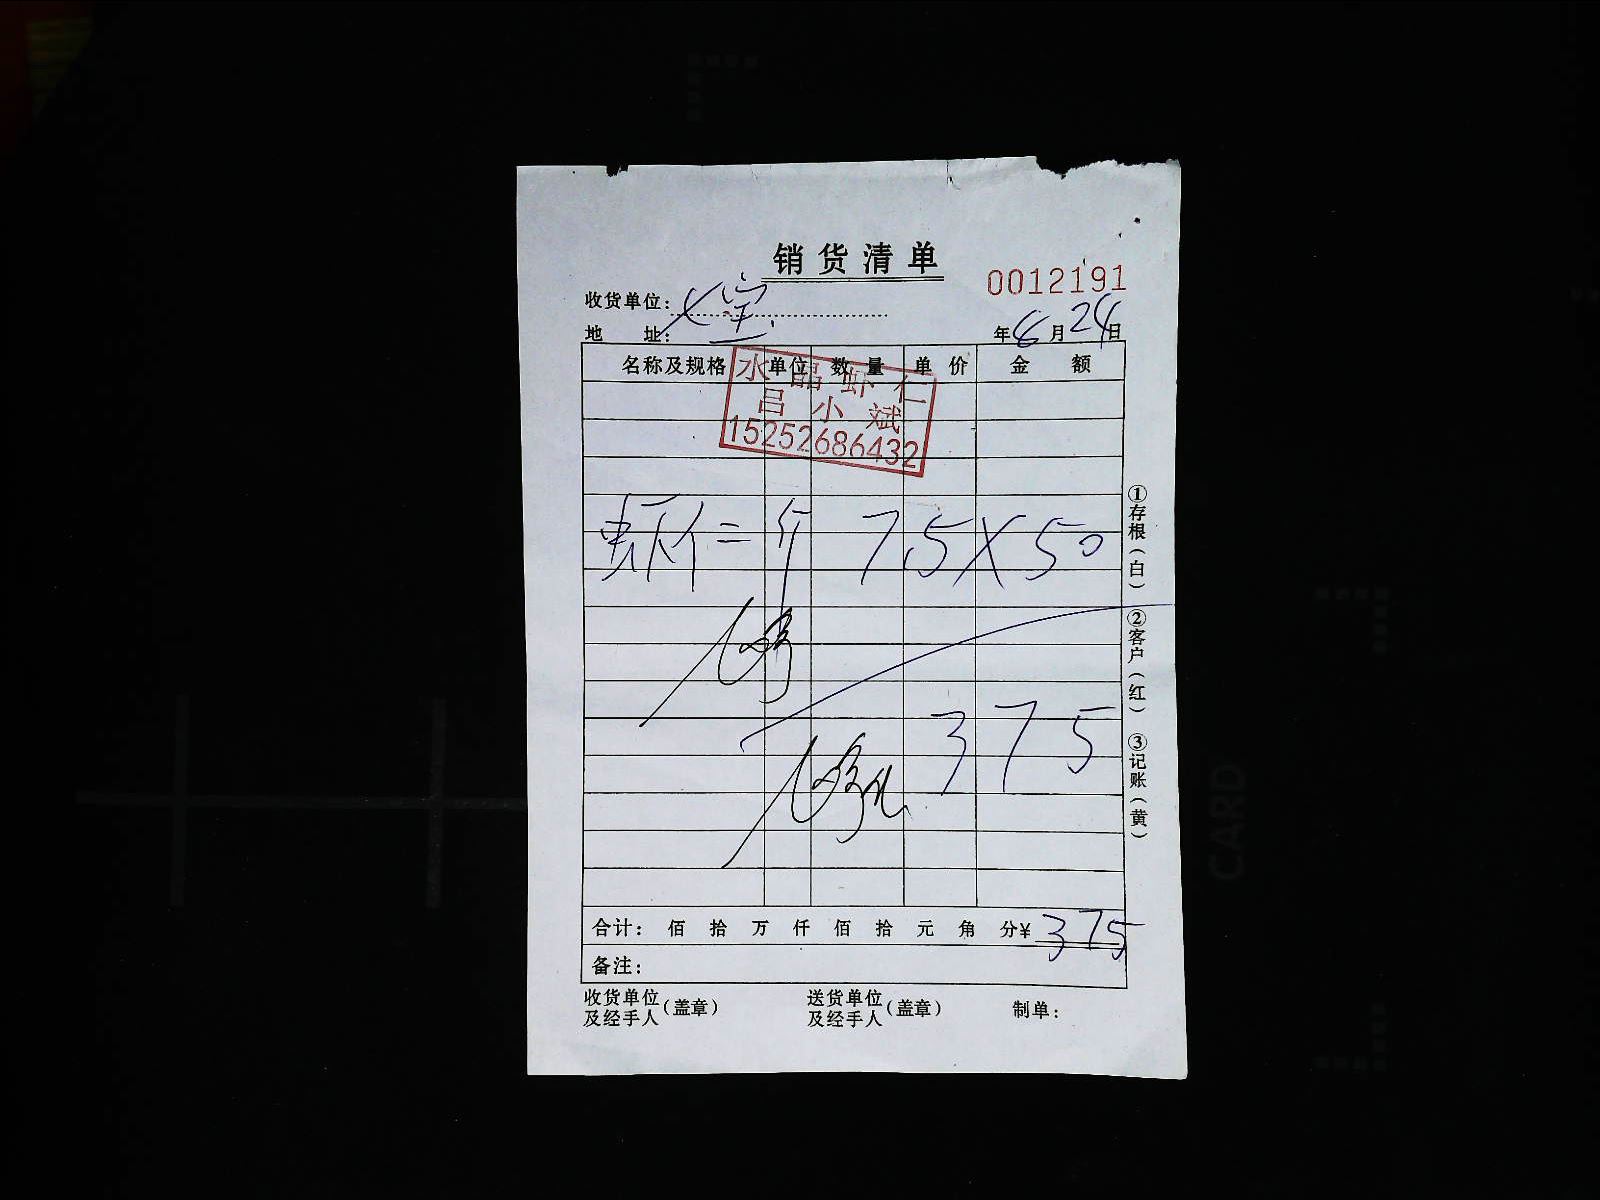 销货清单
0012191
收货单位:
地 址: 年 6 月 24 日
名称及规格 单位 数量 单价 金额
水晶虾仁
吕小斌
15252686432
虾仁=斤 7.5×50
375
合计: 佰 拾 万 仟 佰 拾 元 角 分¥375
备注:
收货单位及经手人(盖章) 送货单位及经手人(盖章) 制单:
①存根(白) ②客户(红) ③记账(黄)
CARD